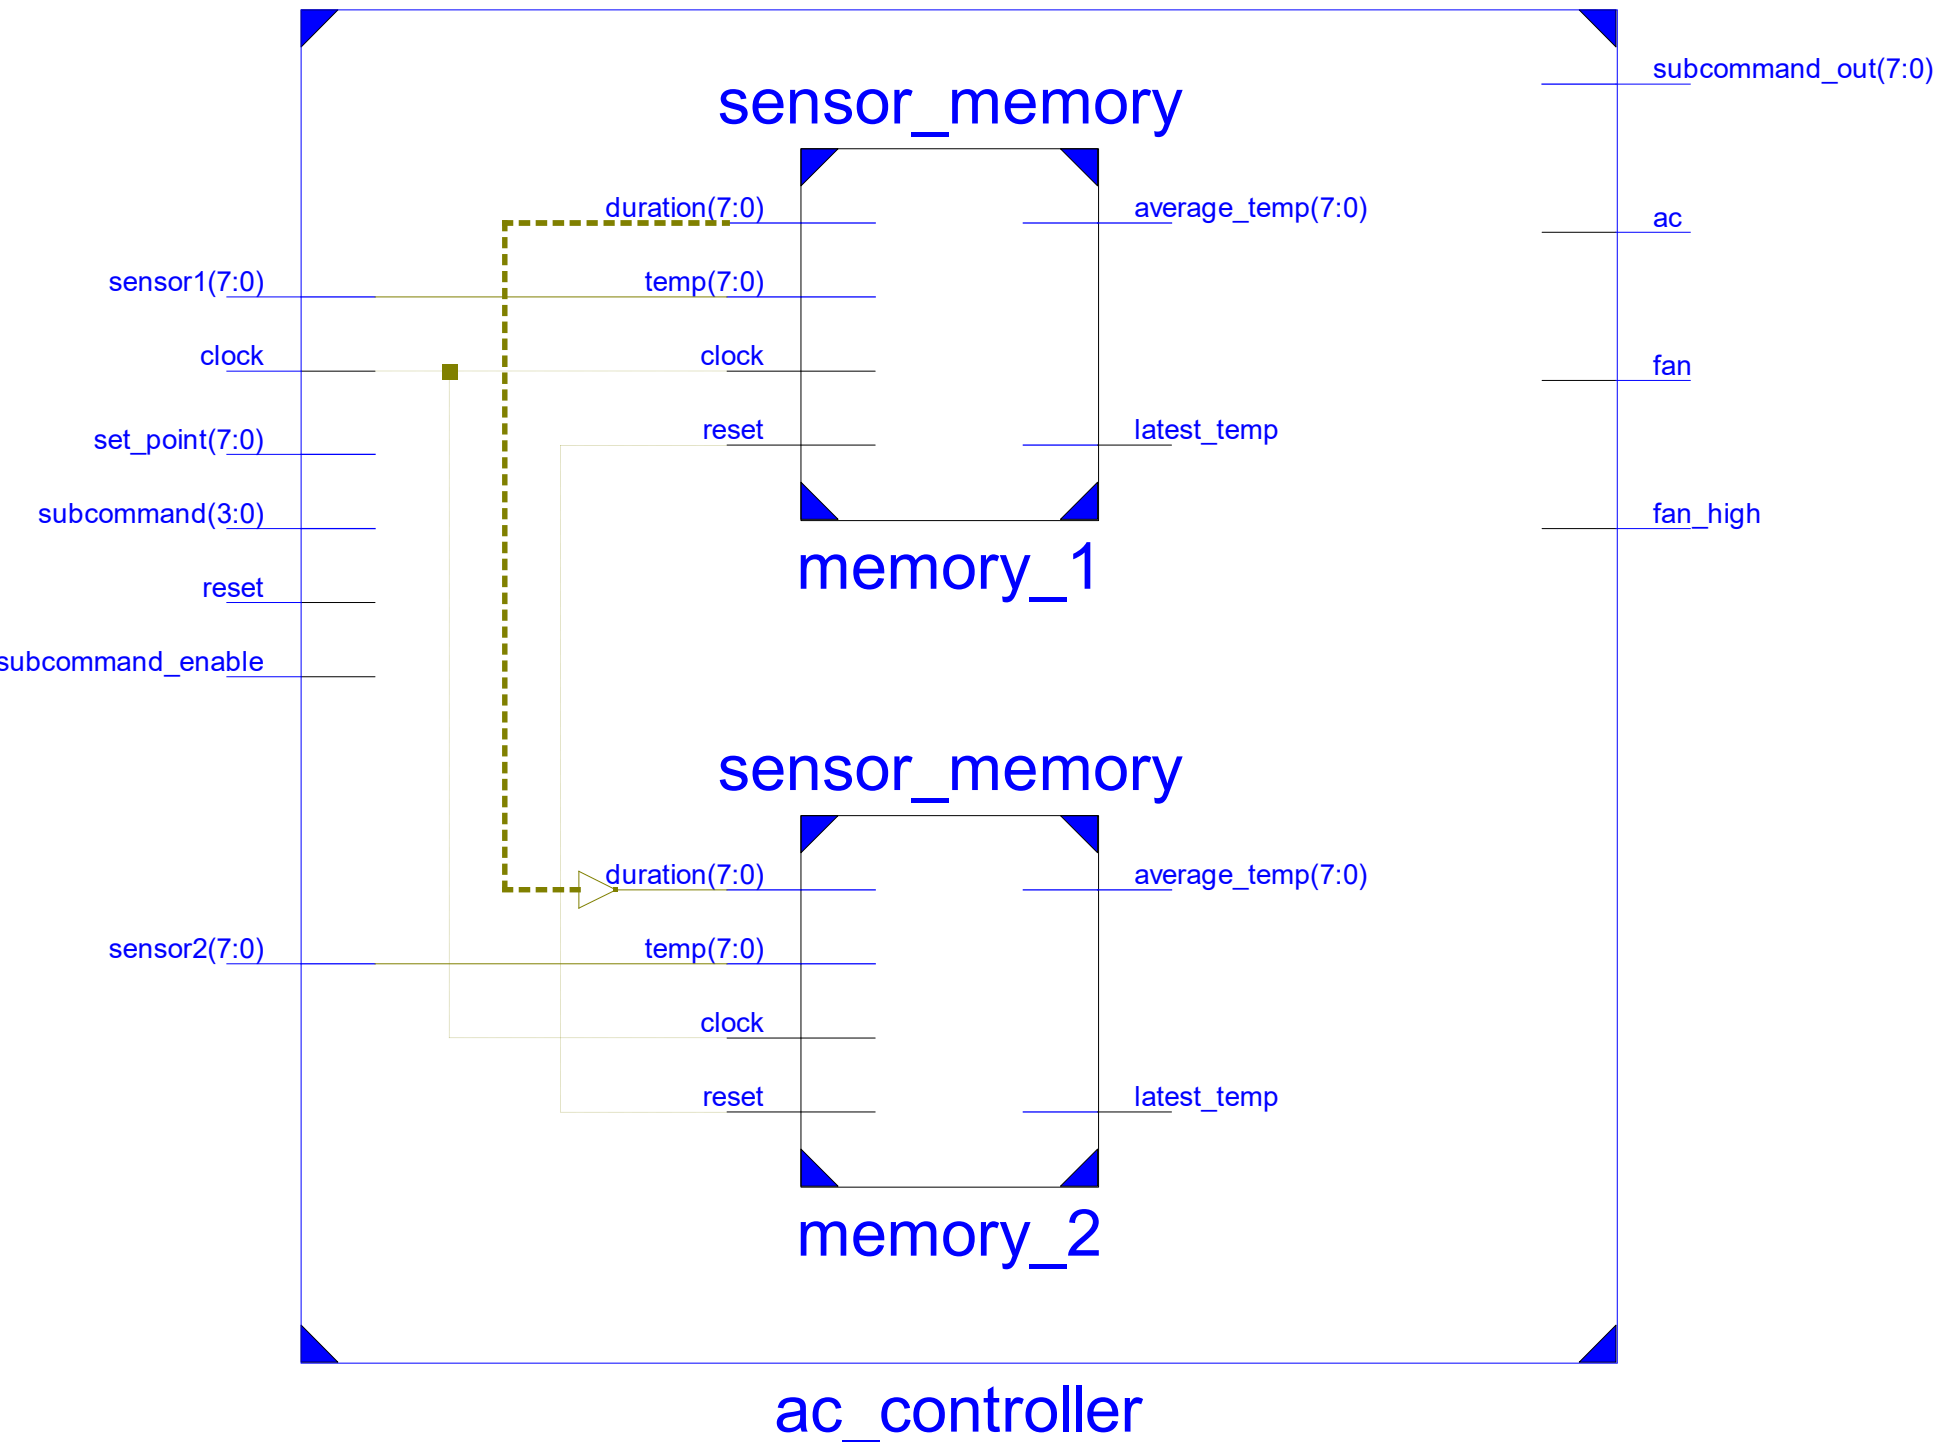 subcommand_out(7:0)
sensor_memory
duration(7:0)
average_temp(7:0)
ac
sensor1(7:0)
temp(7:0)
clock
clock
fan
set_point(7:0)
reset
latest_temp
subcommand(3:0)
fan_high
memory_1
reset
subcommand_enable
sensor_memory
duration(7:0)
average_temp(7:0)
sensor2(7:0)
temp(7:0)
clock
reset
latest_temp
memory_2
ac_controller